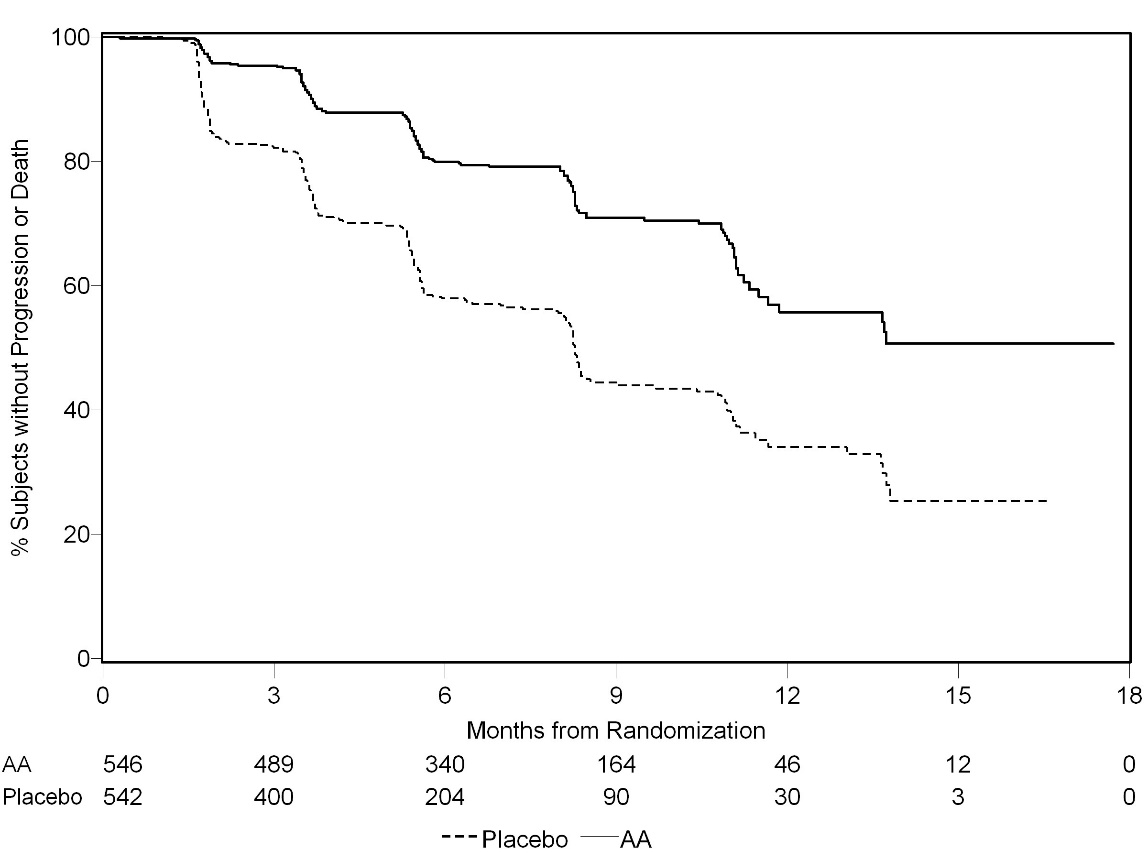 % Subjects without Progression or Death
100
80
60
40
20
0
0 3 6 9 12 15 18
Months from Randomization
AA 546 489 340 164 46 12 0
Placebo 542 400 204 90 30 3 0
Placebo AA